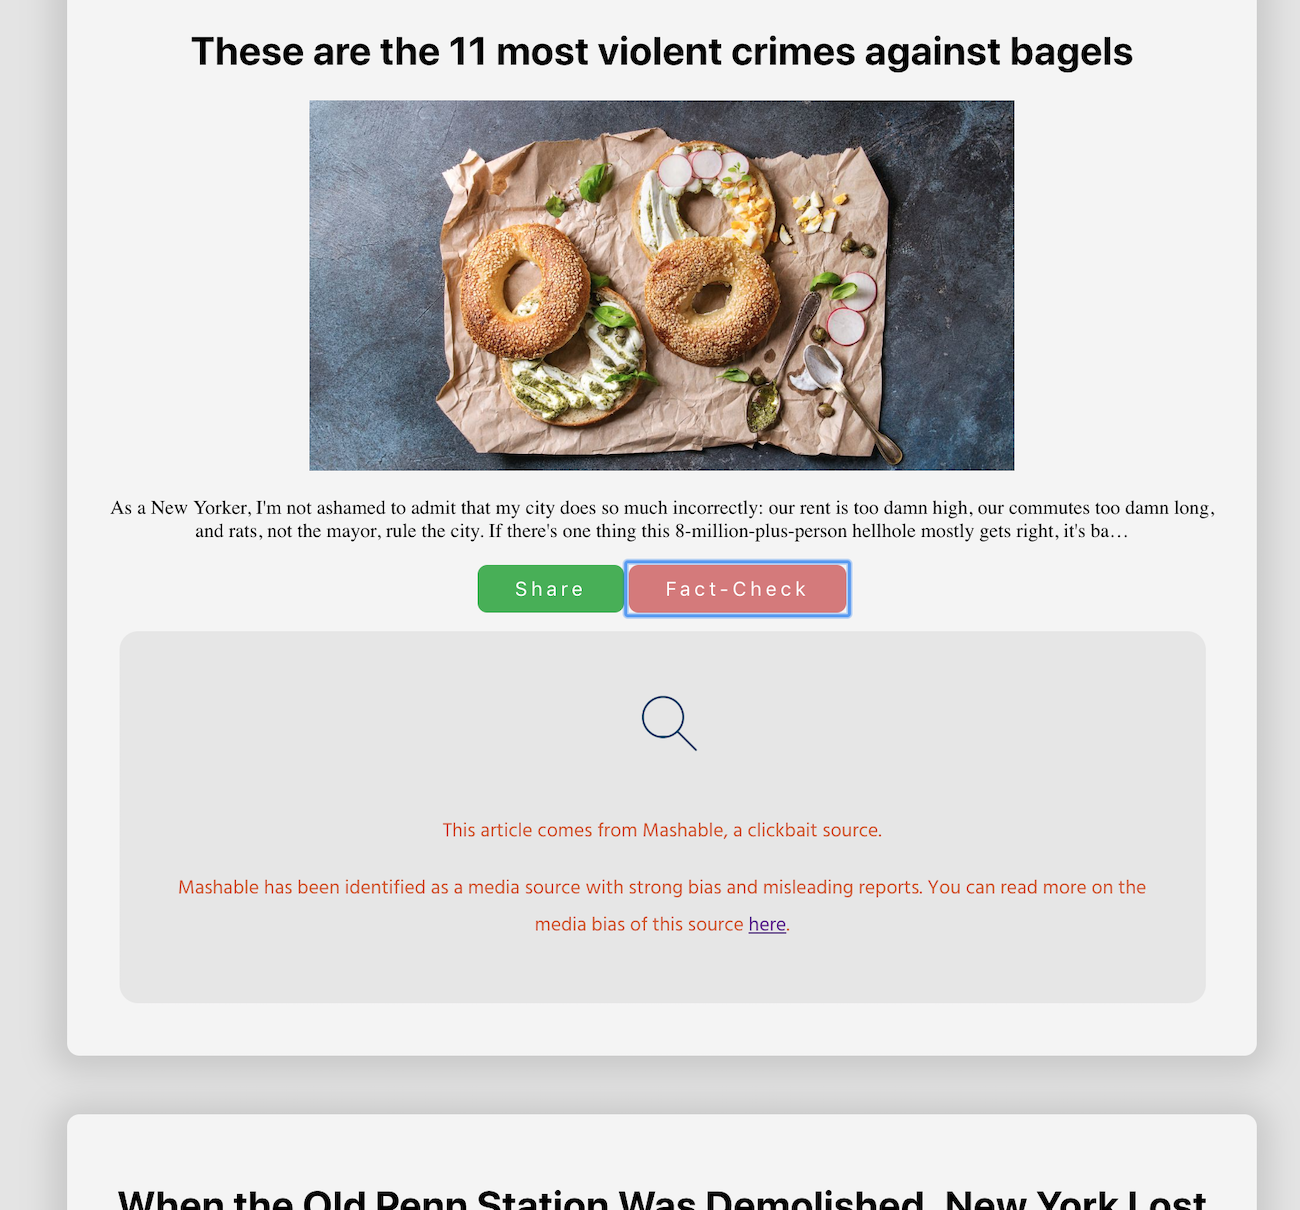 These are the 11 most violent crimes against bagels
As a New Yorker, I'm not ashamed to admit that my city does so much incorrectly: our rent is too damn high, our commutes too damn long,
and rats, not the mayor, rule the city. If there's one thing this 8-million-plus-person hellhole mostly gets right, it's ba…
Share
Fact-Check
This article comes from Mashable, a clickbait source.
Mashable has been identified as a media source with strong bias and misleading reports. You can read more on the
media bias of this source here.
When the Old Penn Station Was Demolished, New York Lost